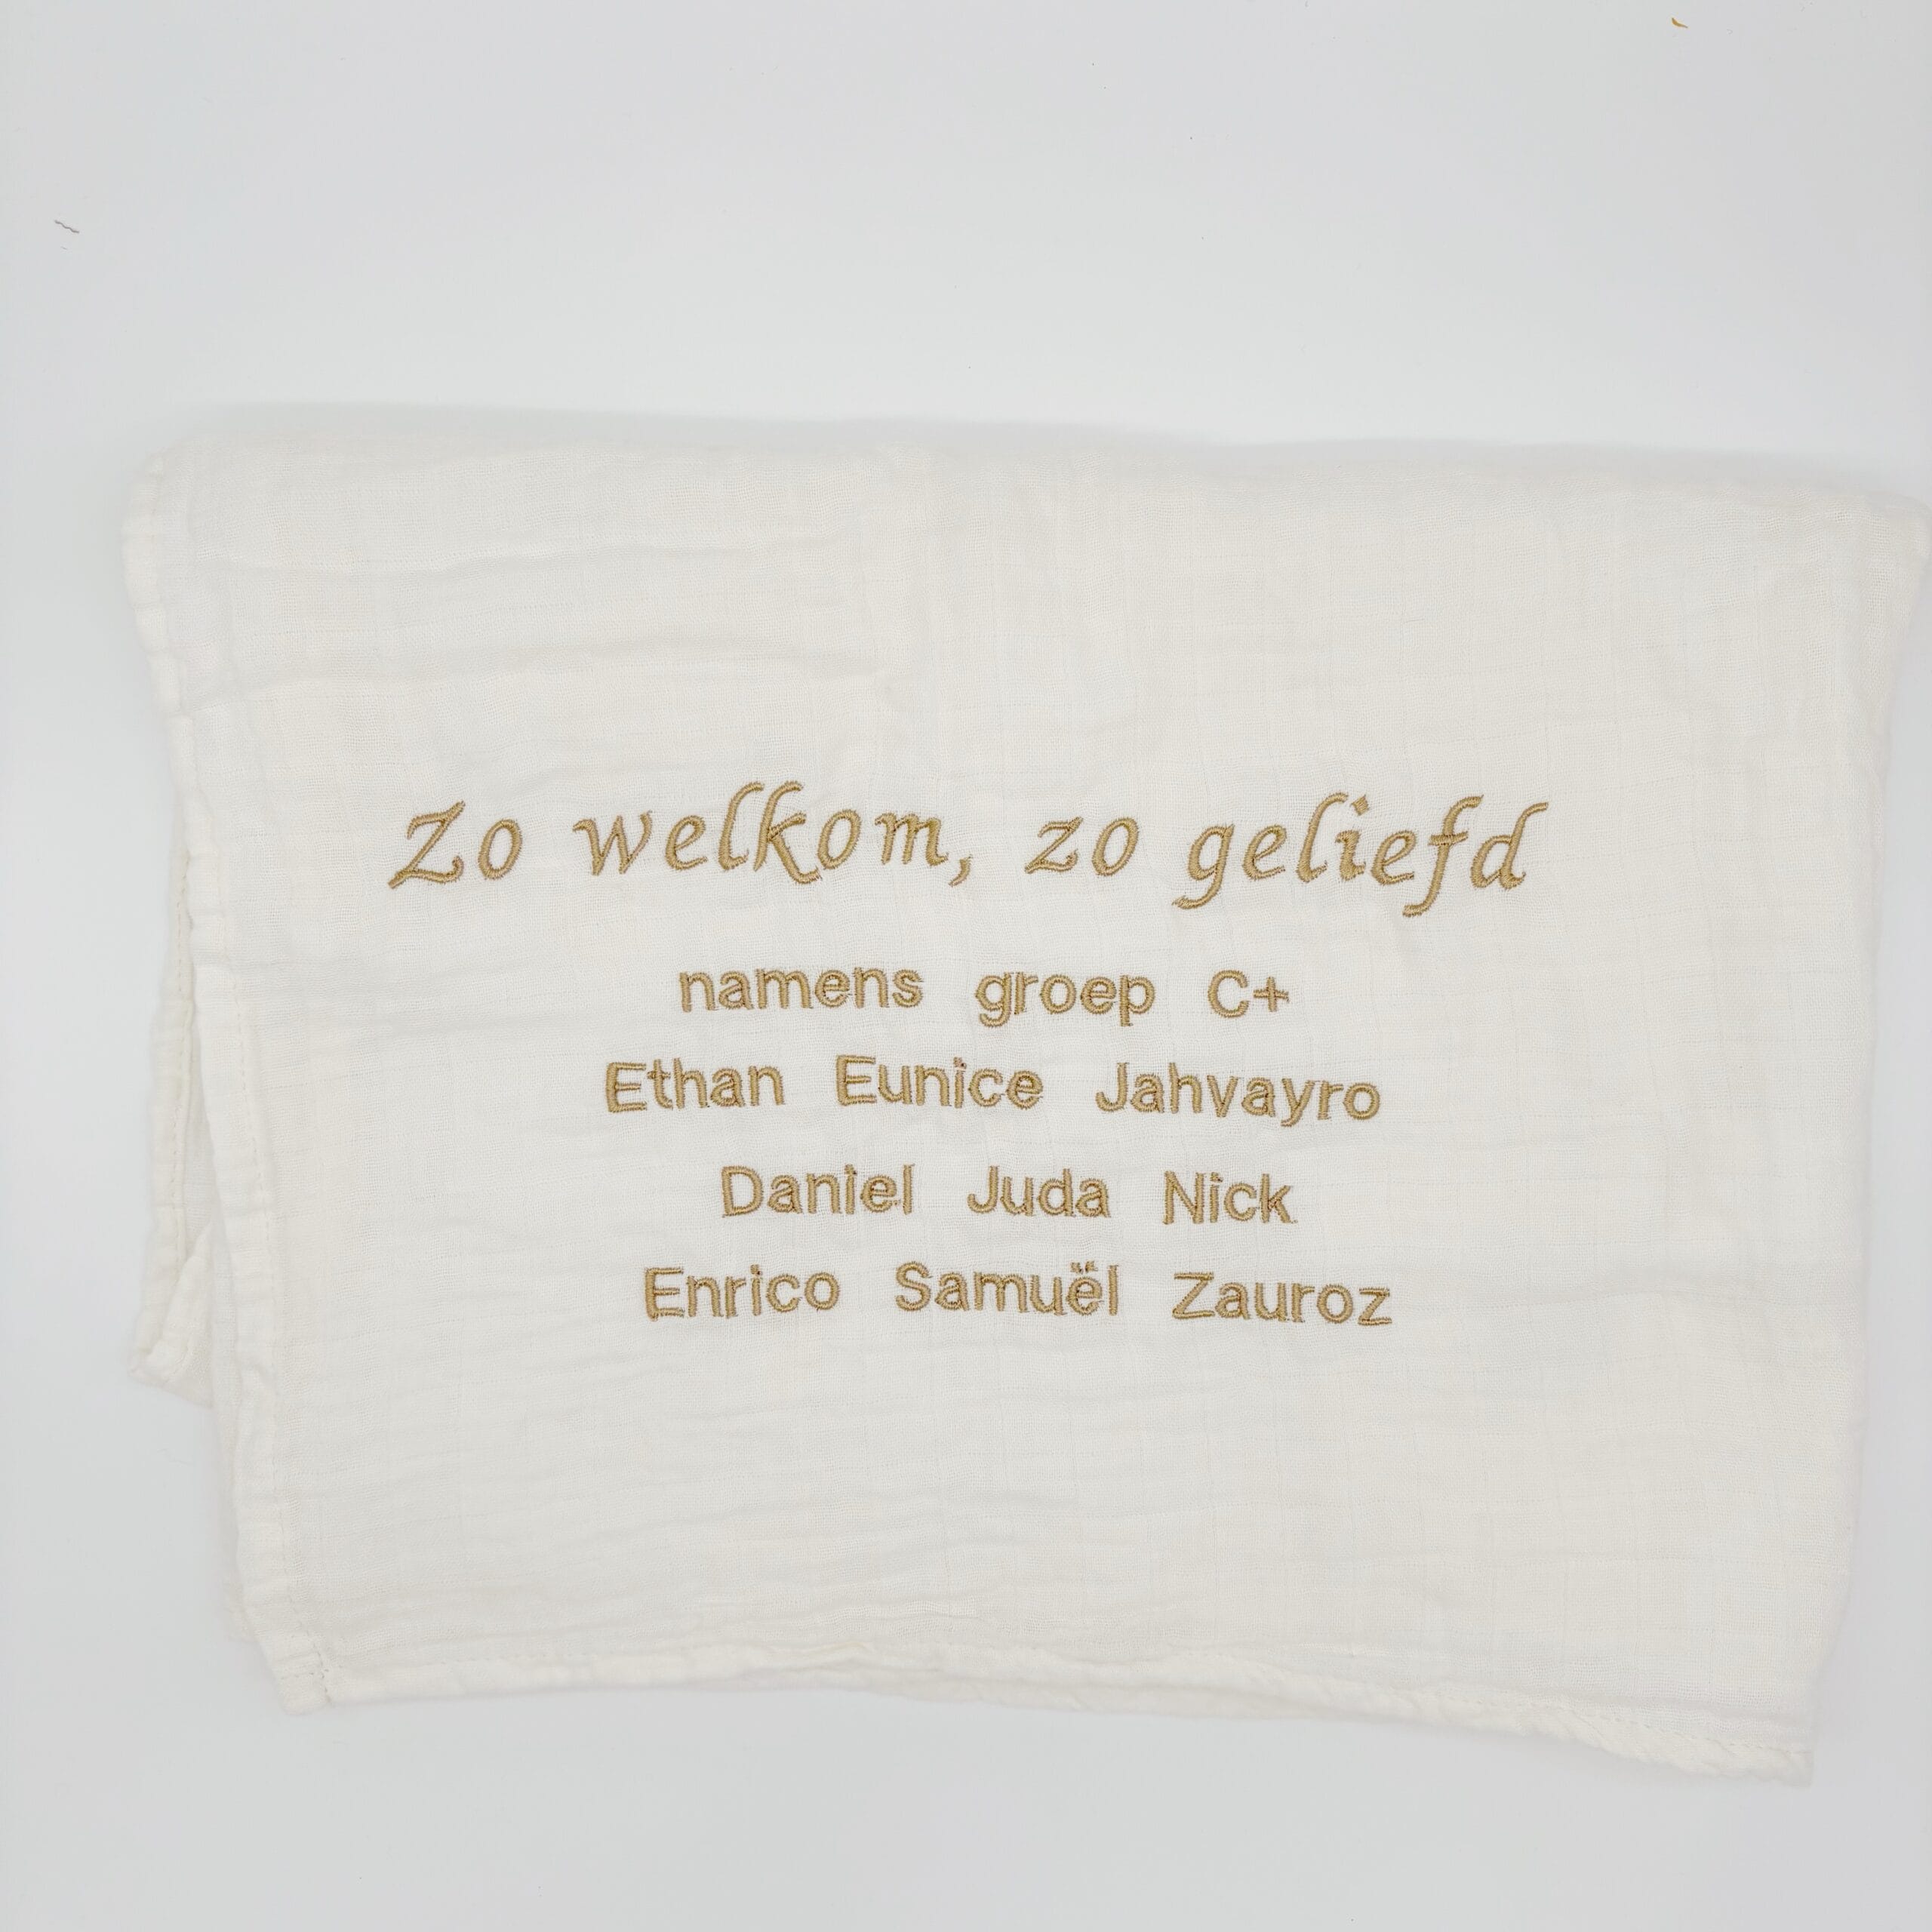 Zo welkom, zo geliefd
namens groep C+
Ethan Eunice Jahvayro
Daniel Juda Nick
Enrico Samuël Zauroz